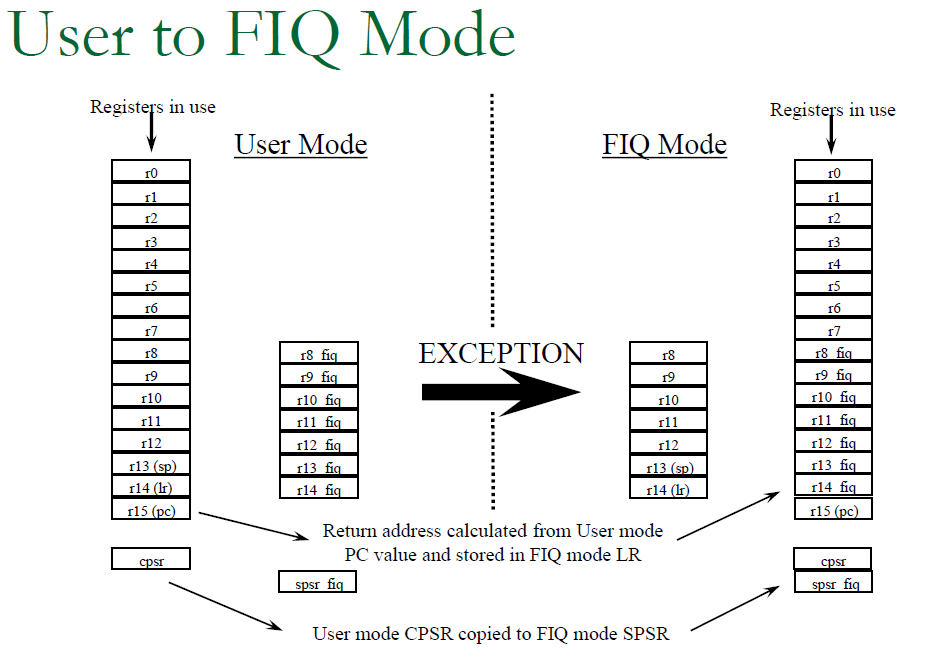 User to FIQ Mode
Registers in use
User Mode
r0
r1
r2
r3
r4
r5
r6
r7
r8
r9
r10
r11
r12
r13 (sp)
r14 (lr)
r15 (pc)
cpsr
r8_fiq
r9_fiq
r10_fiq
r11_fiq
r12_fiq
r13_fiq
r14_fiq
spsr_fiq
EXCEPTION
Return address calculated from User mode
PC value and stored in FIQ mode LR
User mode CPSR copied to FIQ mode SPSR
Registers in use
FIQ Mode
r8
r9
r10
r11
r12
r13 (sp)
r14 (lr)
r0
r1
r2
r3
r4
r5
r6
r7
r8_fiq
r9_fiq
r10_fiq
r11_fiq
r12_fiq
r13_fiq
r14_fiq
r15 (pc)
cpsr
spsr_fiq